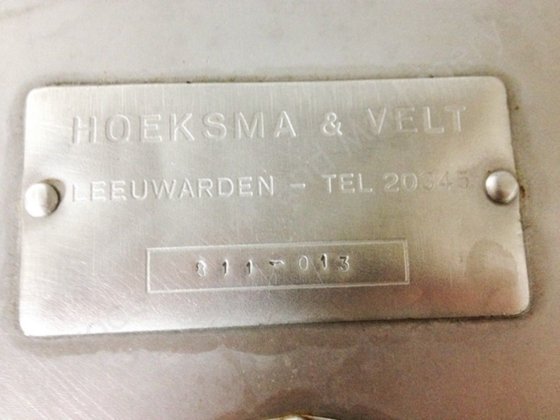 HOEKSMA & VELT
LEEUWARDEN - TEL 20345
811-013